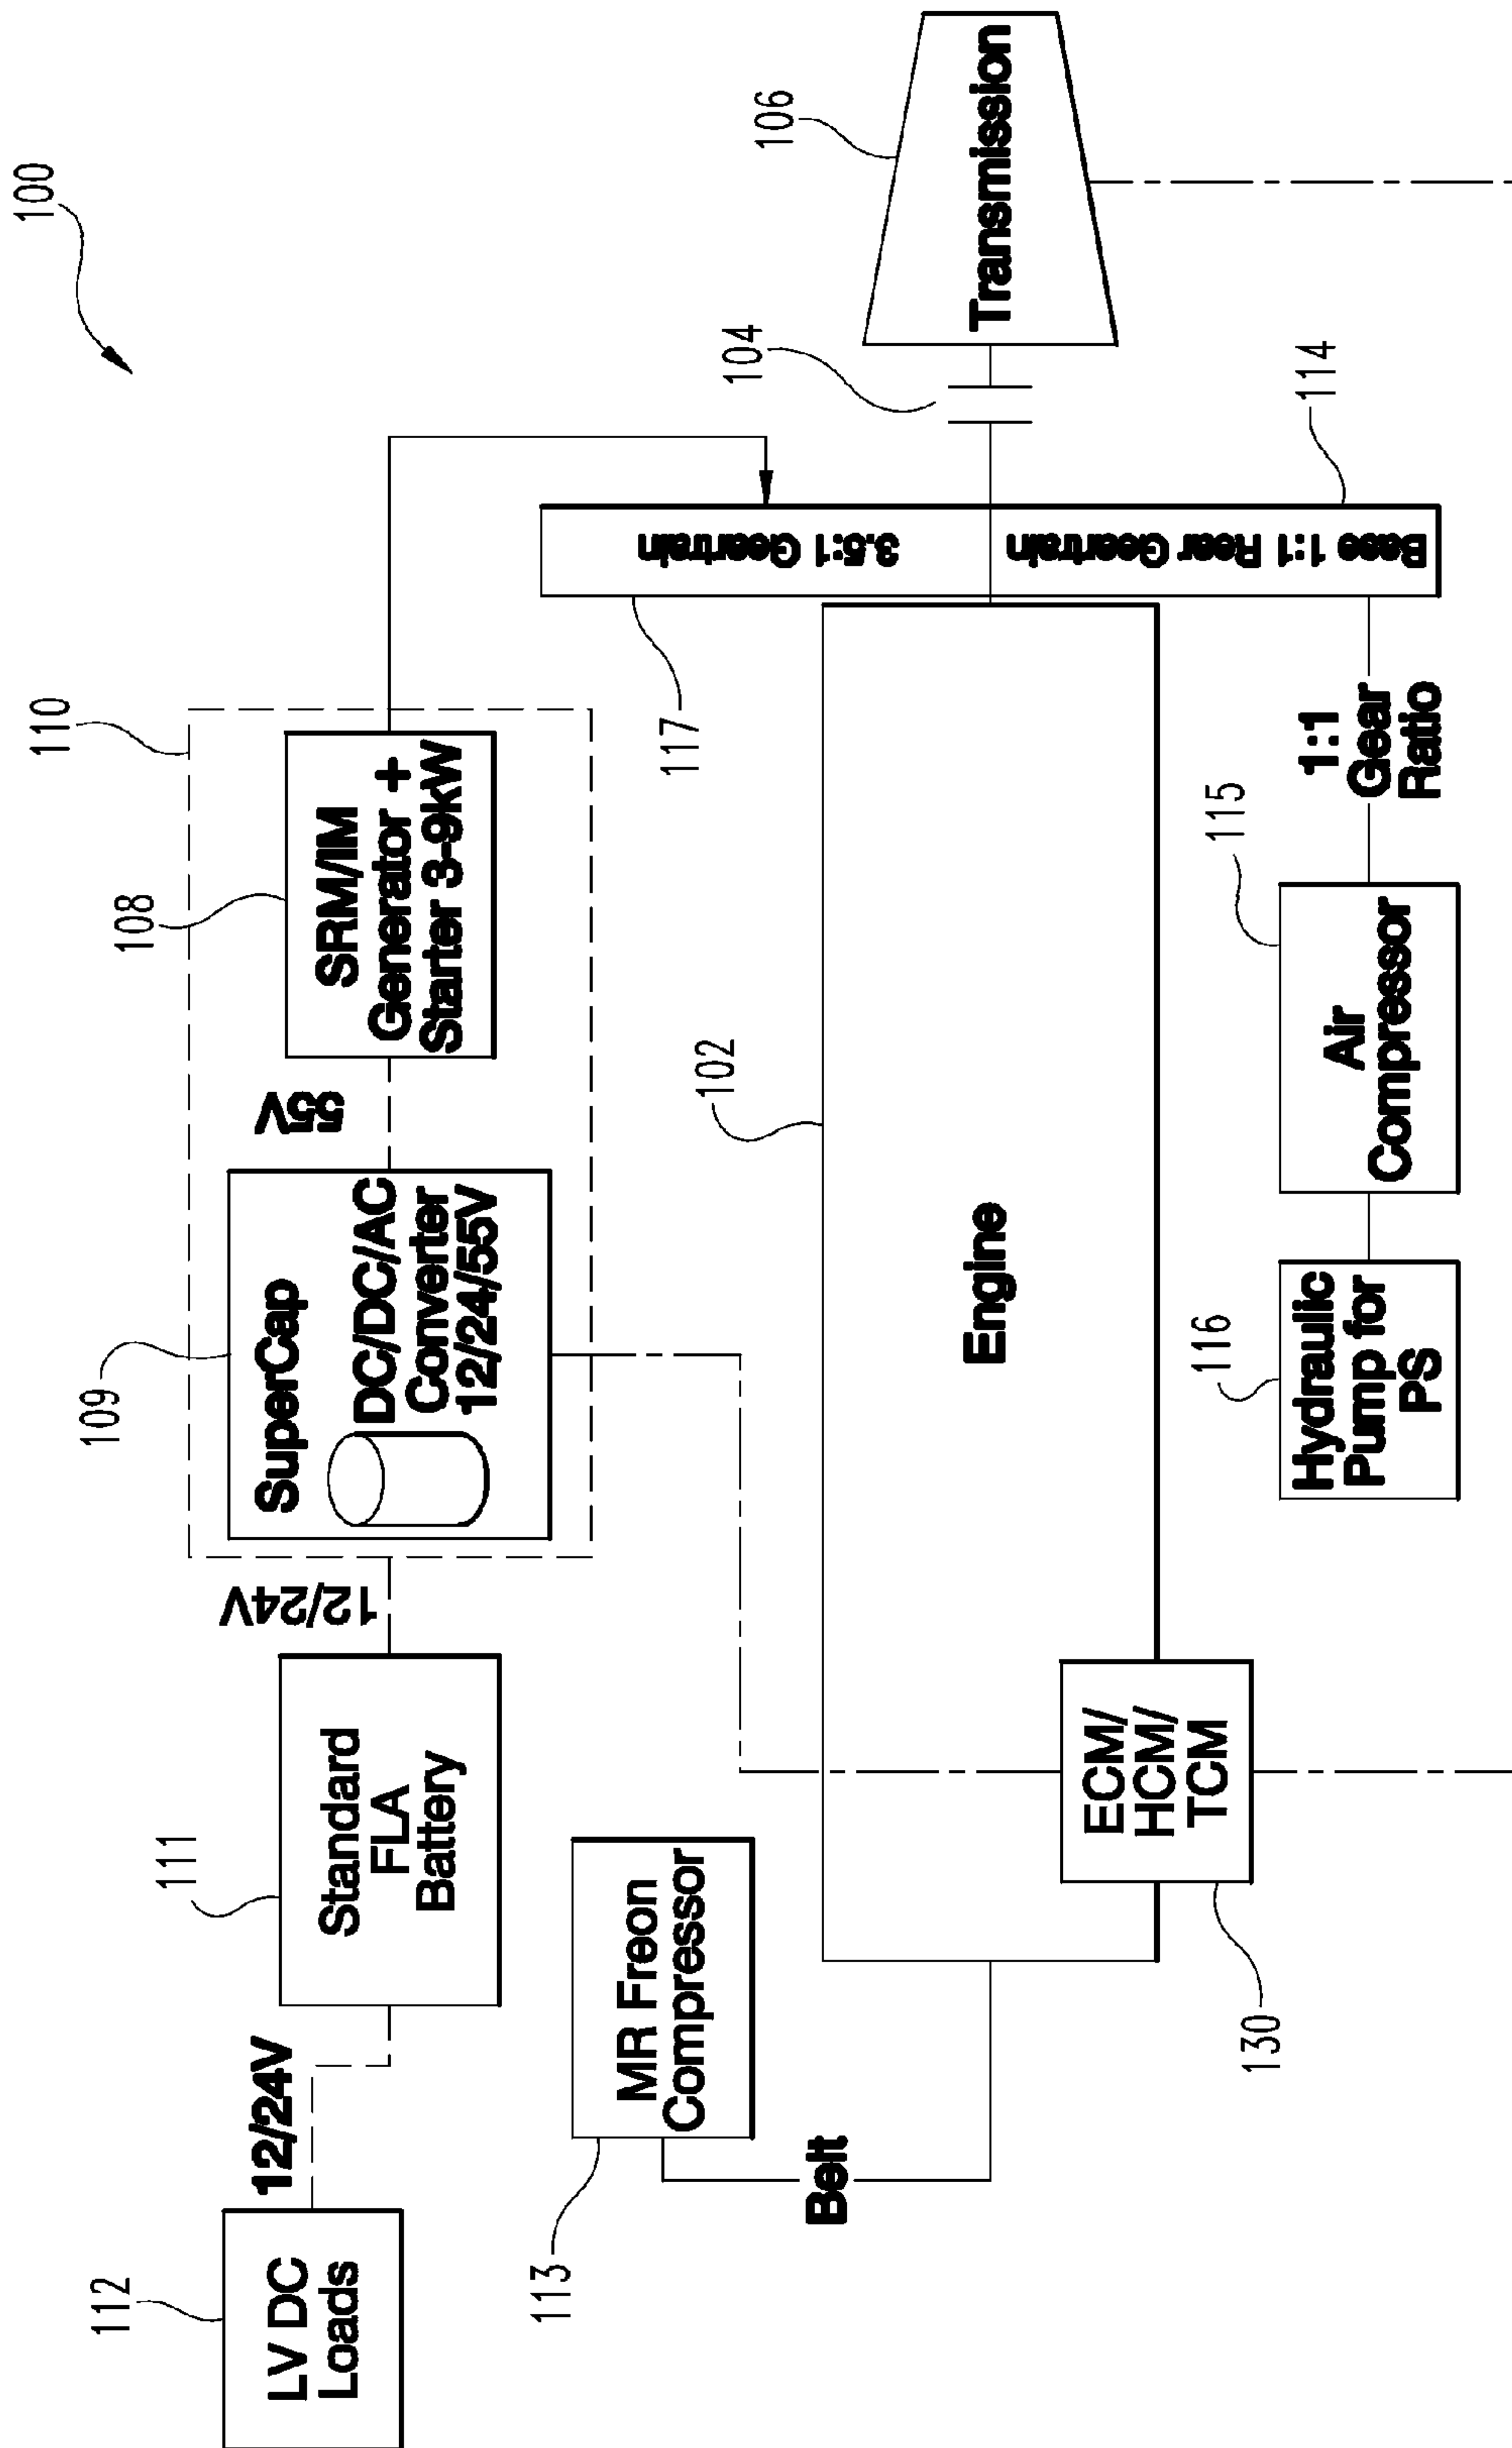 100
112
LV DC
Loads
12/24V
111
Standard
FLA
Battery
12/24V
109
SuperCap
DC/DC/AC
Converter
12/24/55V
55V
110
108
SRM/IM
Generator +
Starter 3-9kW
113
MR Freon
Compressor
Belt
102
Engine
130
ECM/
HCM/
TCM
117
3.5:1 Geartrain
Base 1:1 Rear Geartrain
114
104
106
Transmission
116
Hydraulic
Pump for
PS
115
Air
Compressor
1:1
Gear
Ratio